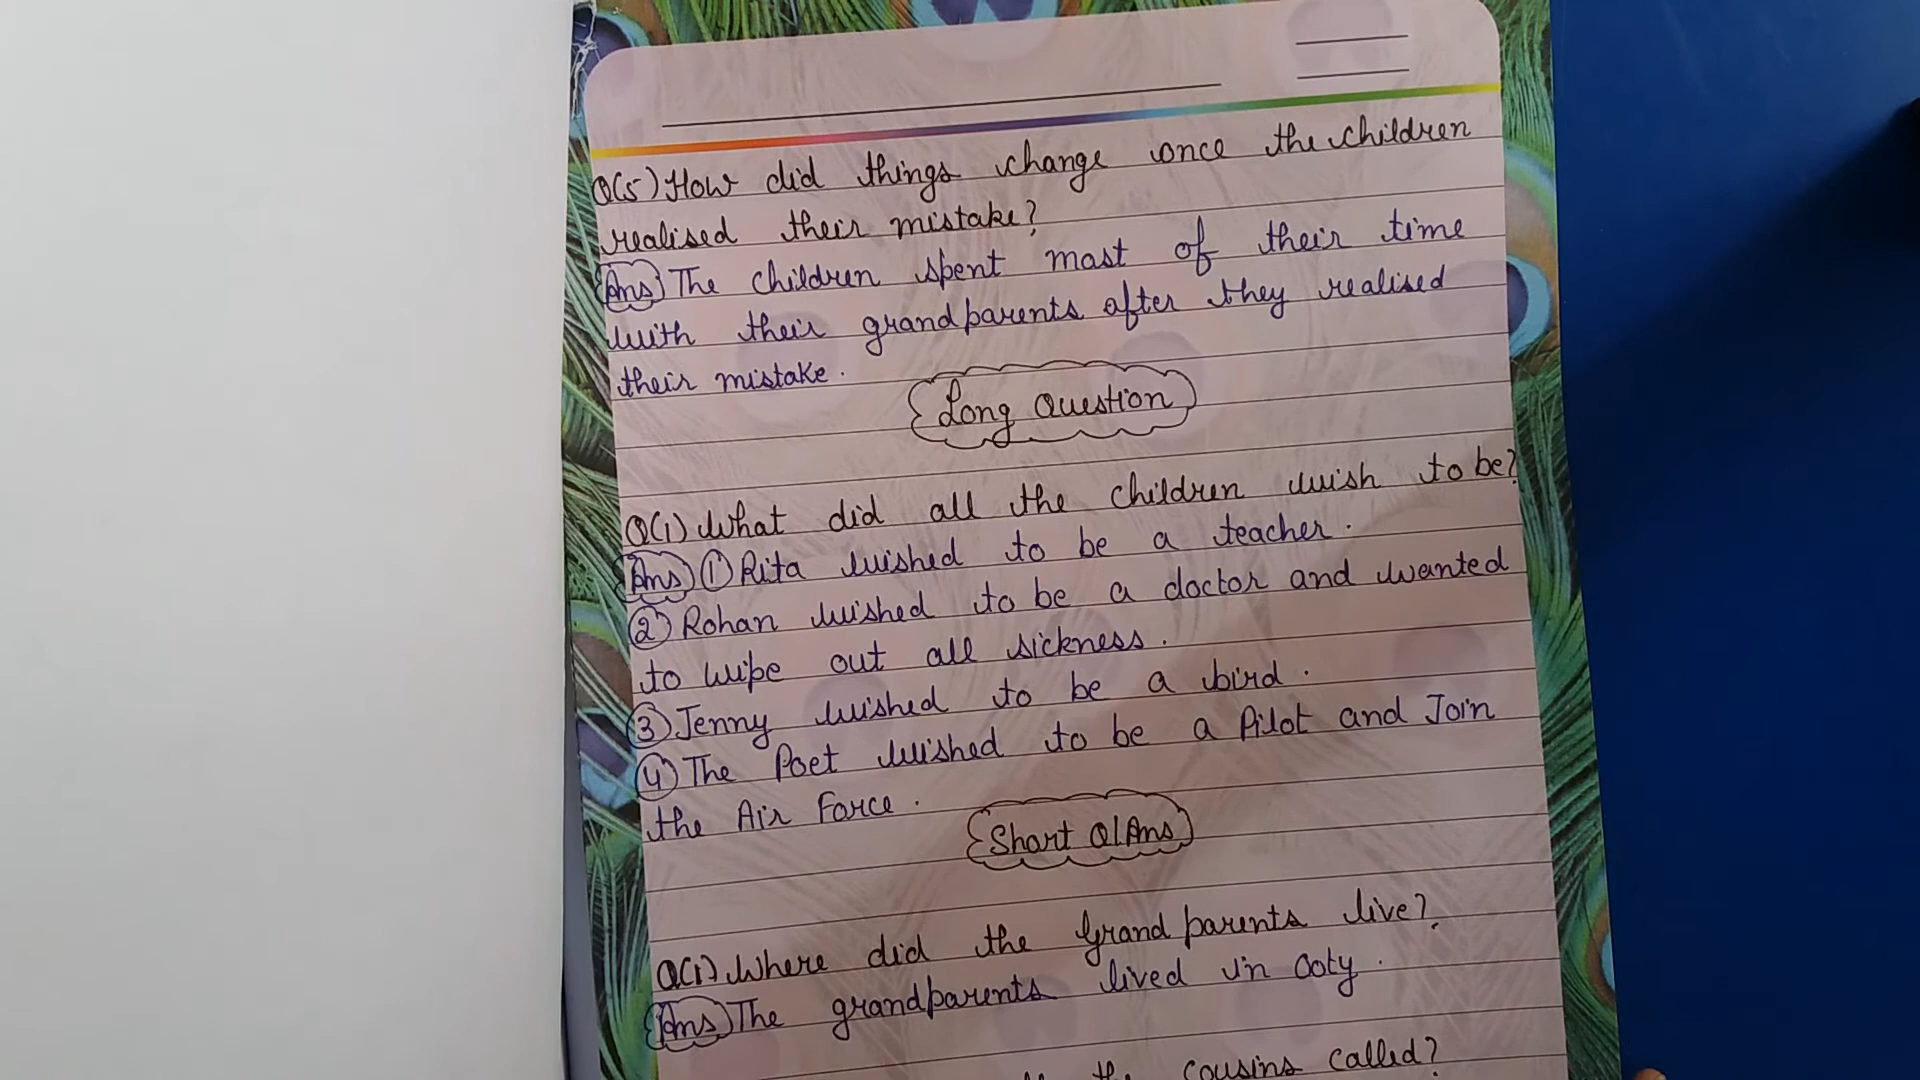 Q(5) How did things change once the children
realised their mistake?
Ans) The children spent mast of their time
with their grandparents after they realised
their mistake.
Long Question
Q(1) What did all the children wish to be?
Ans) ① Rita wished to be a teacher.
② Rohan wished to be a doctor and wanted
to wipe out all sickness.
③ Jenny wished to be a bird.
④ The Poet wished to be a Pilot and Join
the Air Force.
Short Q/Ans
Q(1) Where did the Grandparents live?
Ans) The grandparents lived in Ooty.
the cousins called?